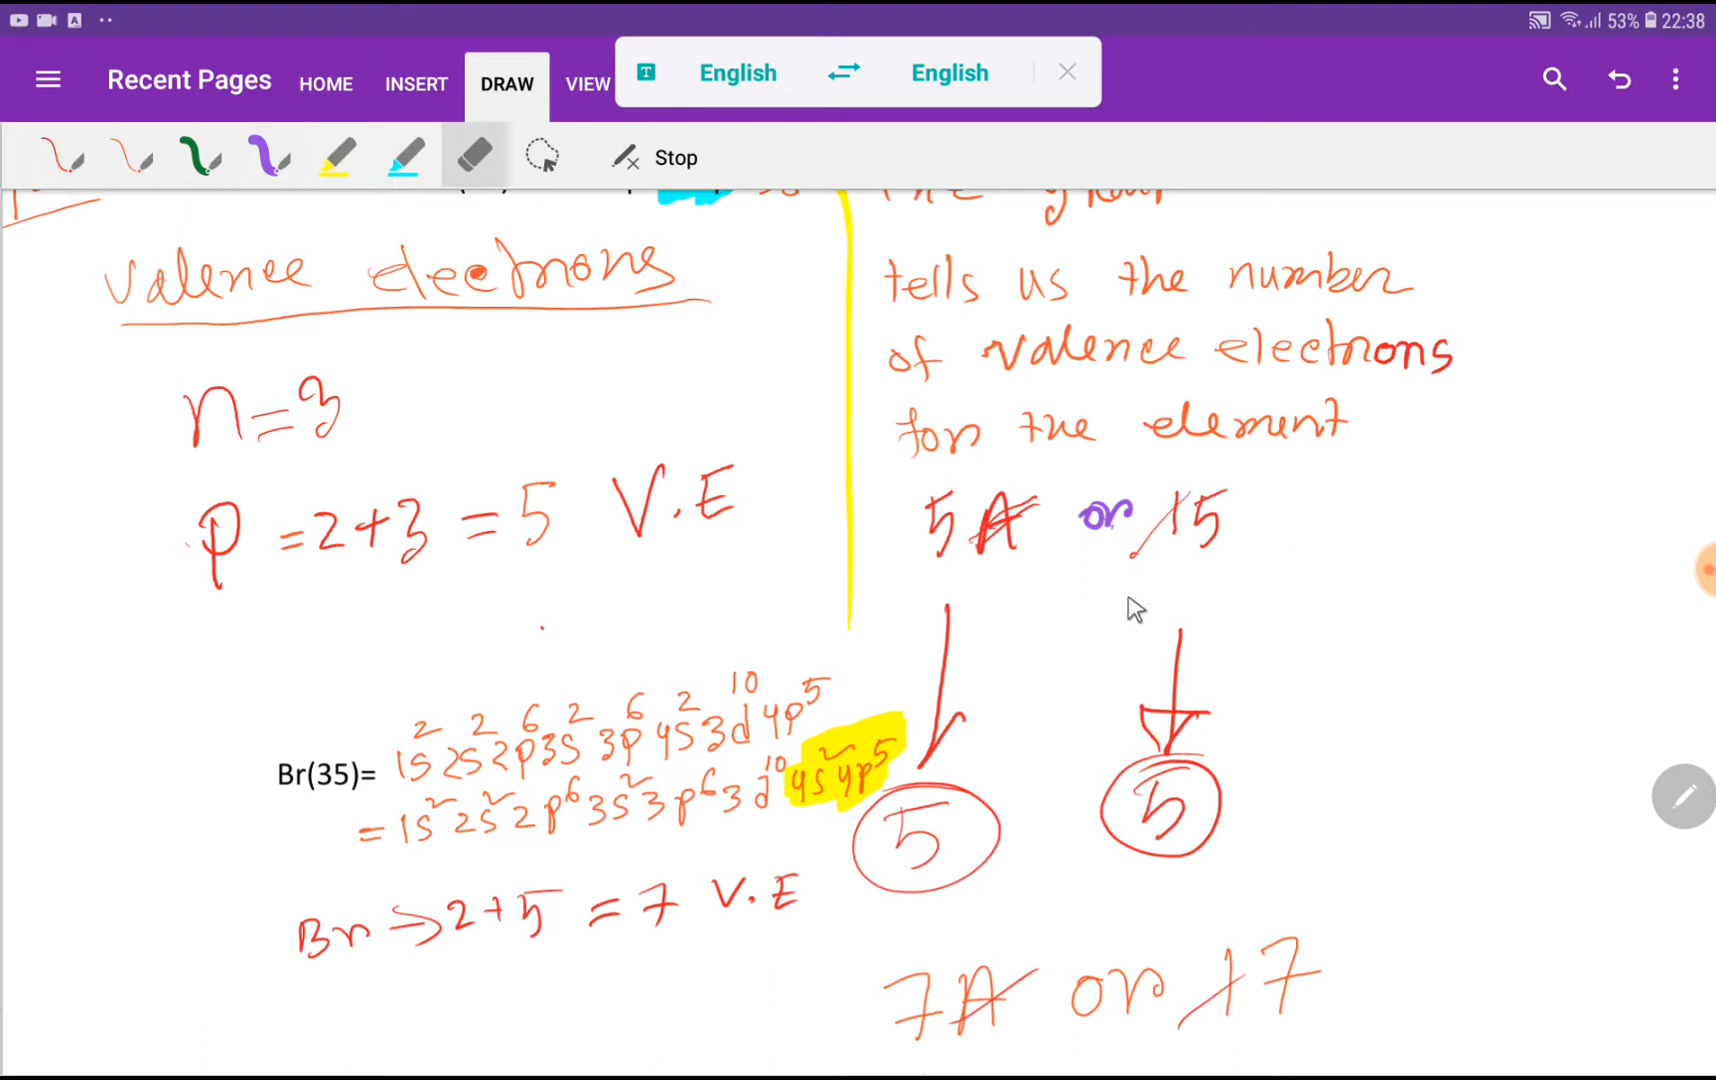 22:38
53%
Recent Pages HOME INSERT DRAW VIEW
English English
Stop
valence electrons
n=3
P = 2+3 = 5 V.E
Br(35)= 1s² 2s² 2p⁶ 3s² 3p⁶ 4s² 3d¹⁰ 4p⁵
= 1s² 2s² 2p⁶ 3s² 3p⁶ 3d¹⁰ 4s² 4p⁵
Br → 2+5 = 7 V.E
tells us the number
of valence electrons
for the element
5A or 15
5 5
7A or 17